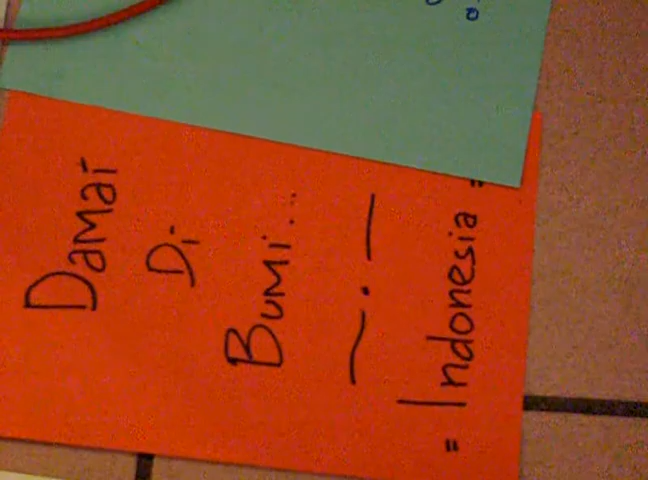 Damai
Di
Bumi...
~.—
= Indonesia =